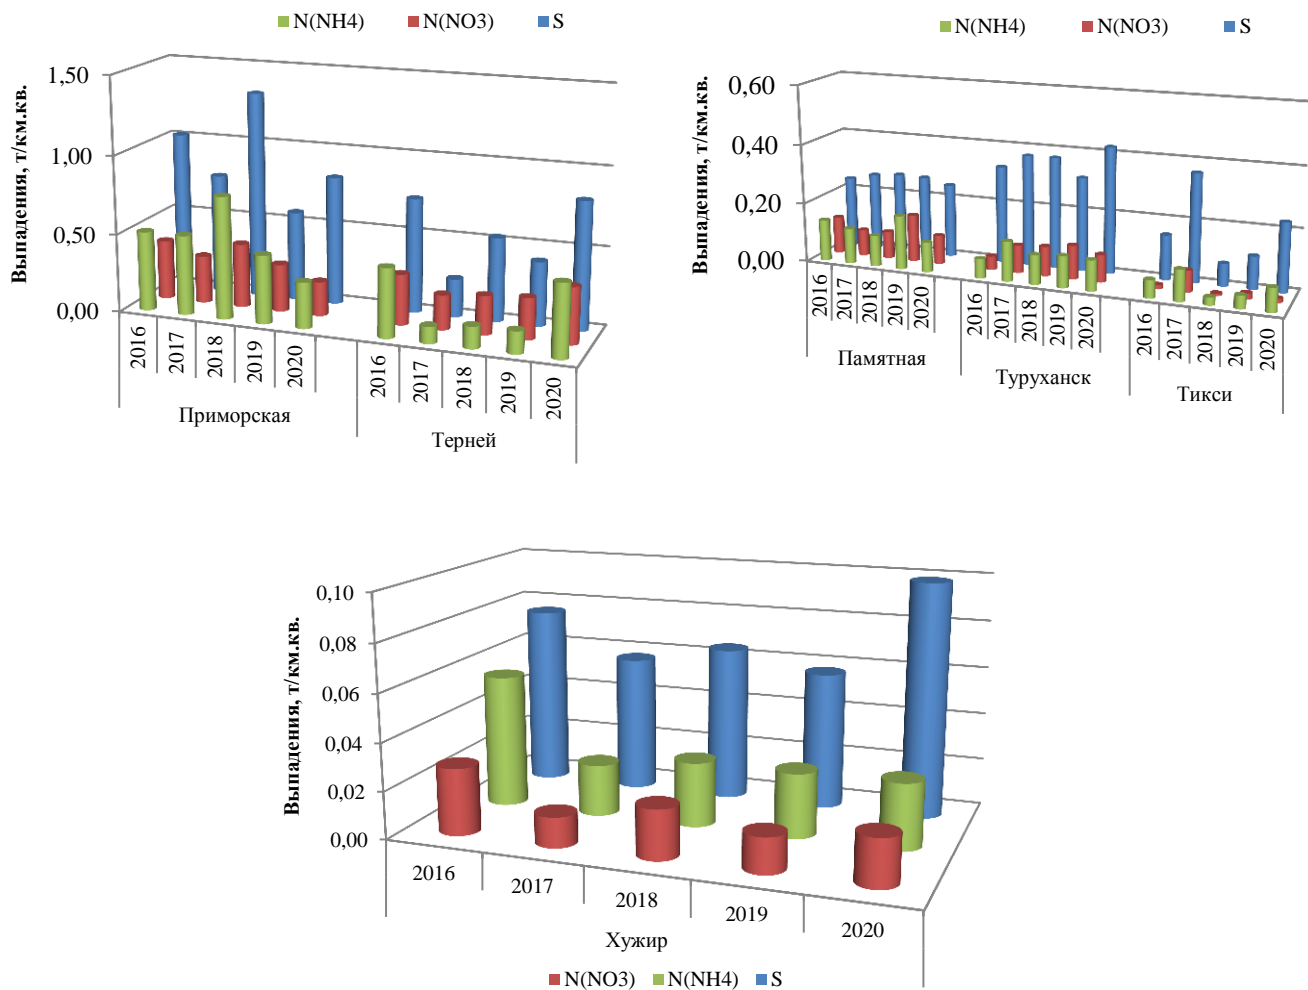 N(NH4) N(NO3) S
Выпадения, т/км.кв.
1,50
1,00
0,50
0,00
2016 2017 2018 2019 2020 2016 2017 2018 2019 2020
Приморская
Терней
N(NH4) N(NO3) S
Выпадения, т/км.кв.
0,60
0,40
0,20
0,00
2016 2017 2018 2019 2020 2016 2017 2018 2019 2020 2016 2017 2018 2019 2020
Памятная
Туруханск
Тикси
Выпадения, т/км.кв.
0,10
0,08
0,06
0,04
0,02
0,00
2016 2017 2018 2019 2020
Хужир
N(NO3) N(NH4) S